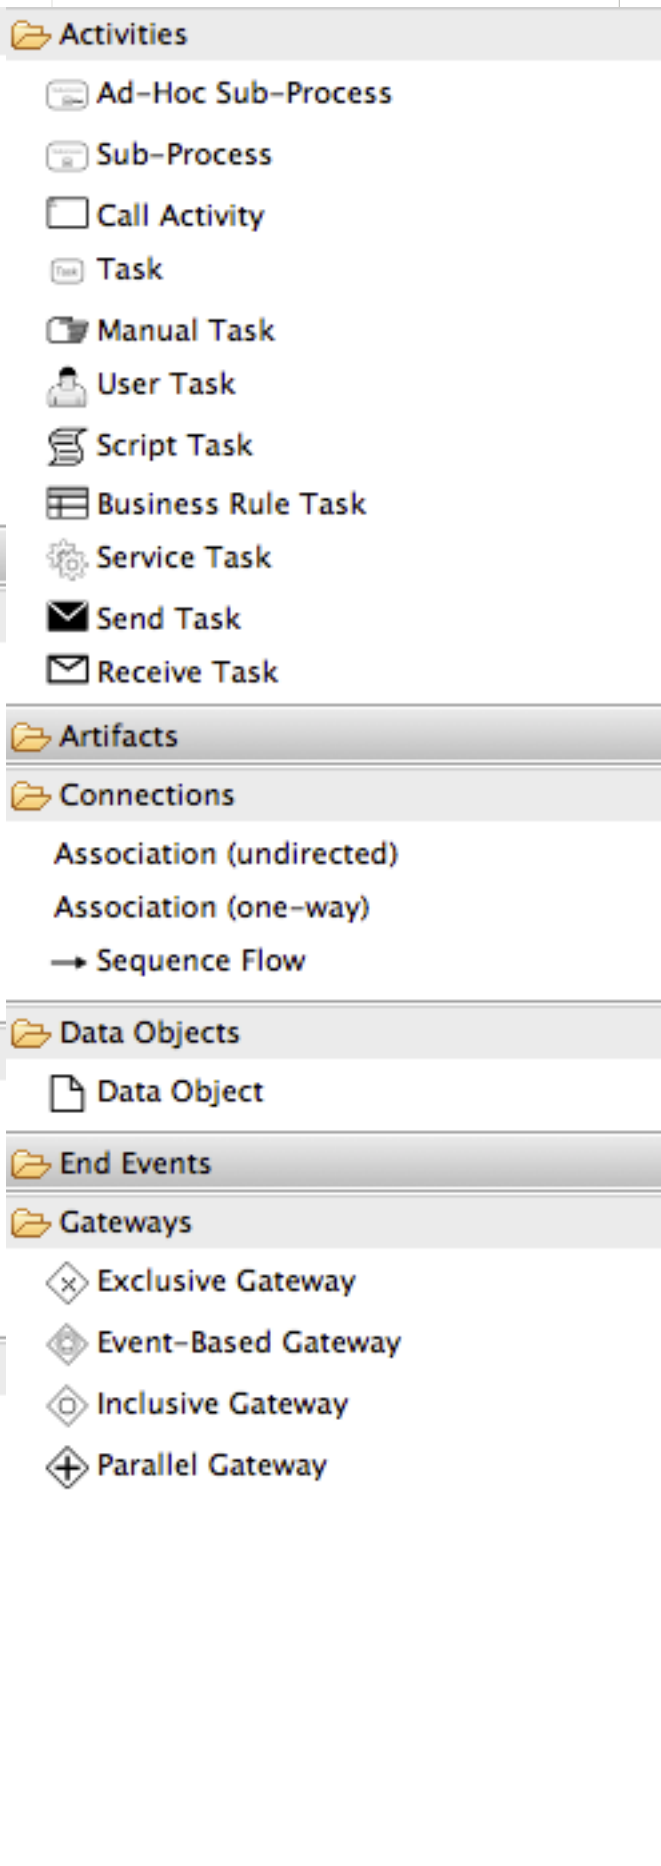 Activities
Ad-Hoc Sub-Process
Sub-Process
Call Activity
Task
Manual Task
User Task
Script Task
Business Rule Task
Service Task
Send Task
Receive Task
Artifacts
Connections
Association (undirected)
Association (one-way)
Sequence Flow
Data Objects
Data Object
End Events
Gateways
Exclusive Gateway
Event-Based Gateway
Inclusive Gateway
Parallel Gateway